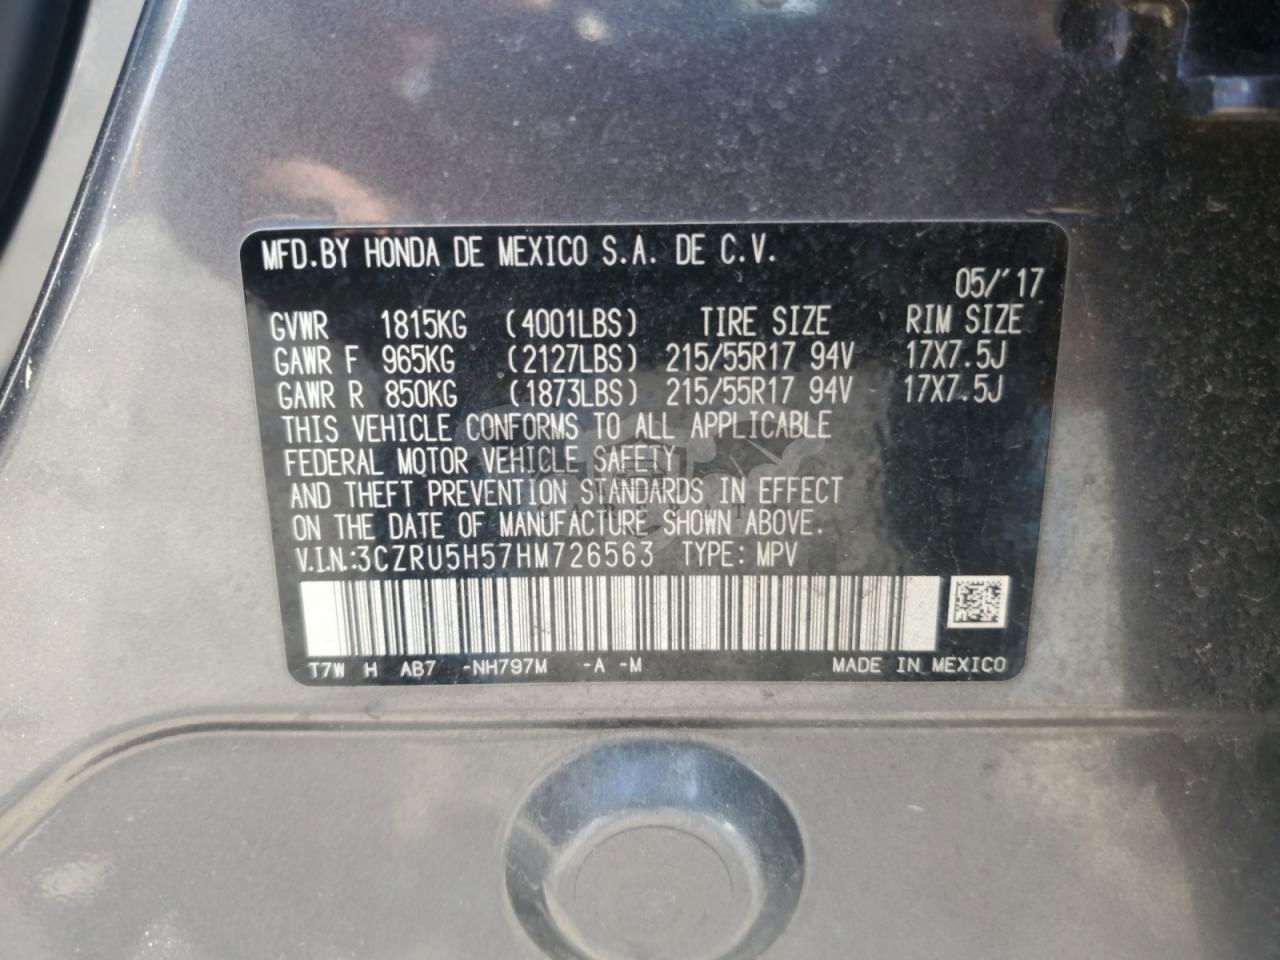 MFD.BY HONDA DE MEXICO S.A. DE C.V.
05/'17
GVWR 1815KG (4001LBS) TIRE SIZE RIM SIZE
GAWR F 965KG (2127LBS) 215/55R17 94V 17X7.5J
GAWR R 850KG (1873LBS) 215/55R17 94V 17X7.5J
THIS VEHICLE CONFORMS TO ALL APPLICABLE
FEDERAL MOTOR VEHICLE SAFETY
AND THEFT PREVENTION STANDARDS IN EFFECT
ON THE DATE OF MANUFACTURE SHOWN ABOVE.
V.I.N.:3CZRU5H57HM726563 TYPE: MPV
T7W H AB7 -NH797M -A -M MADE IN MEXICO